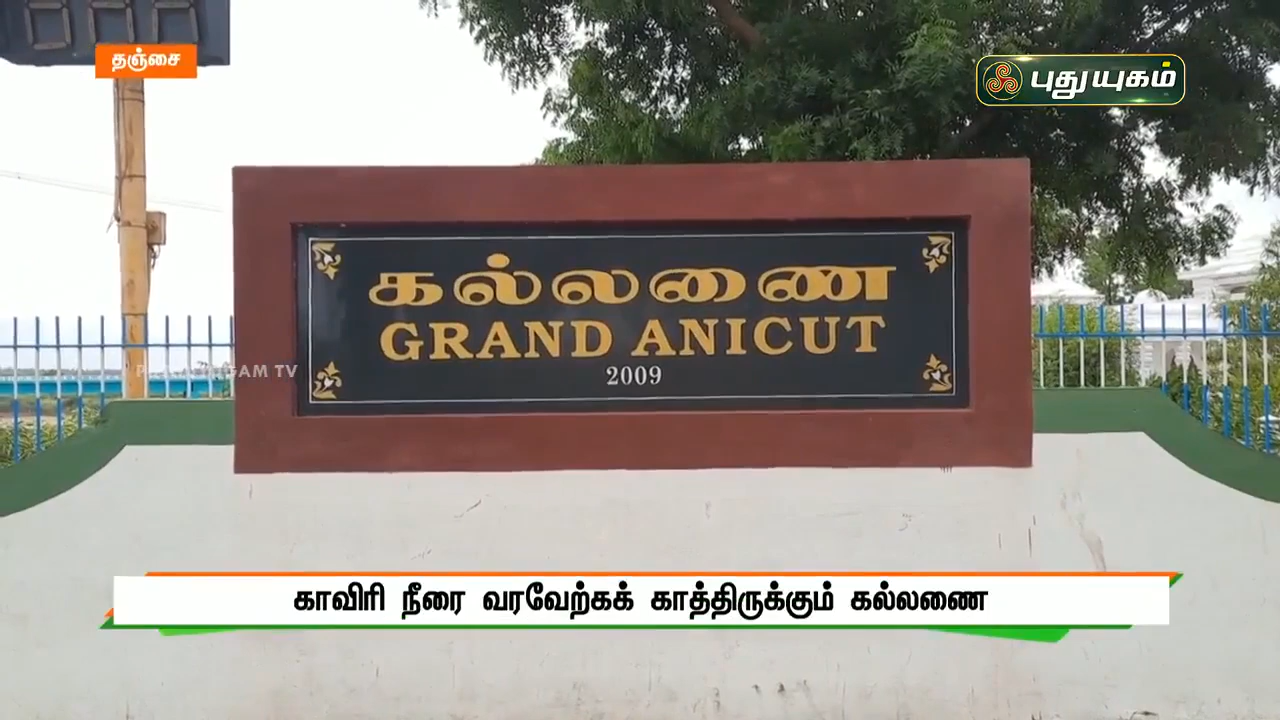 தஞ்சை
புதுயுகம்
கல்லணை
GRAND ANICUT
2009
காவிரி நீரை வரவேற்கக் காத்திருக்கும் கல்லணை